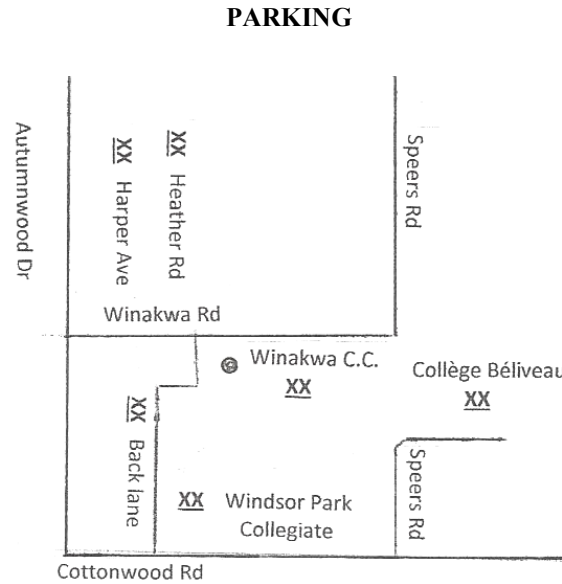 PARKING
Autumnwood Dr
XX Harper Ave
XX Heather Rd
Speers Rd
Winakwa Rd
Winakwa C.C.
XX
Collège Béliveau
XX
XX Back lane
XX Windsor Park
Collegiate
Speers Rd
Cottonwood Rd